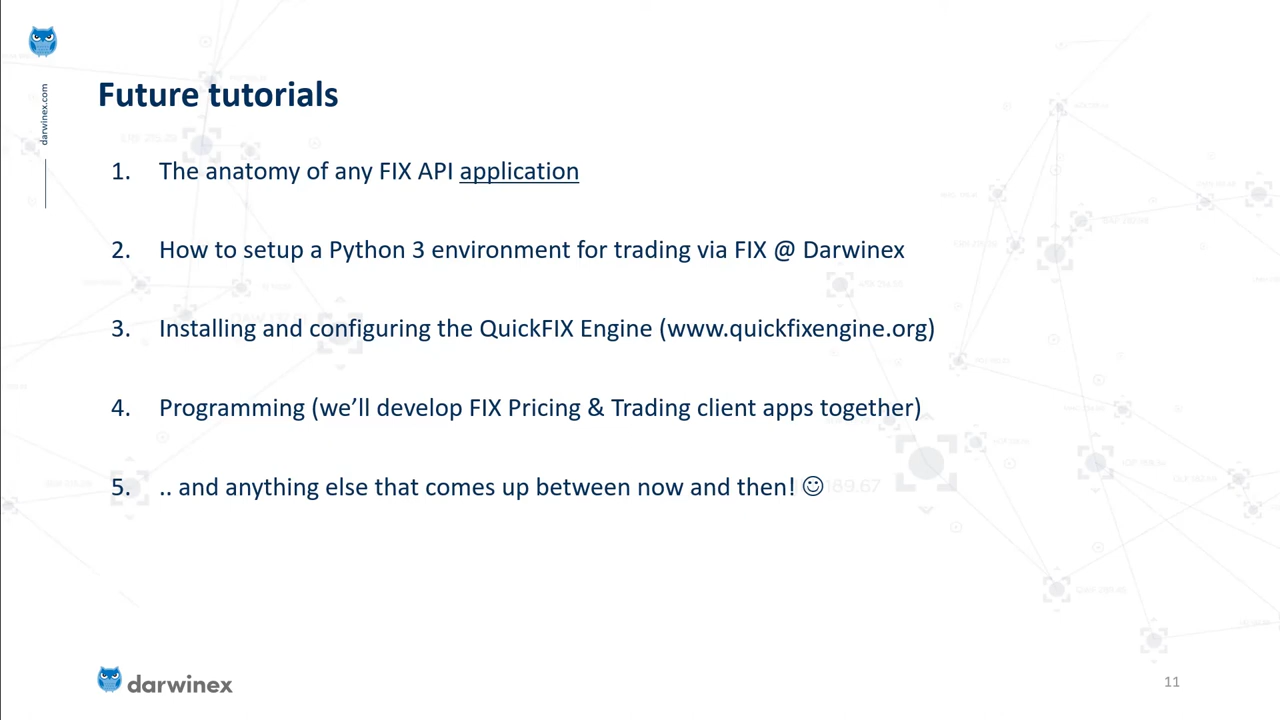 darwinex.com
Future tutorials
1. The anatomy of any FIX API application
2. How to setup a Python 3 environment for trading via FIX @ Darwinex
3. Installing and configuring the QuickFIX Engine (www.quickfixengine.org)
4. Programming (we’ll develop FIX Pricing & Trading client apps together)
5. .. and anything else that comes up between now and then! ☺
189.67
darwinex
11